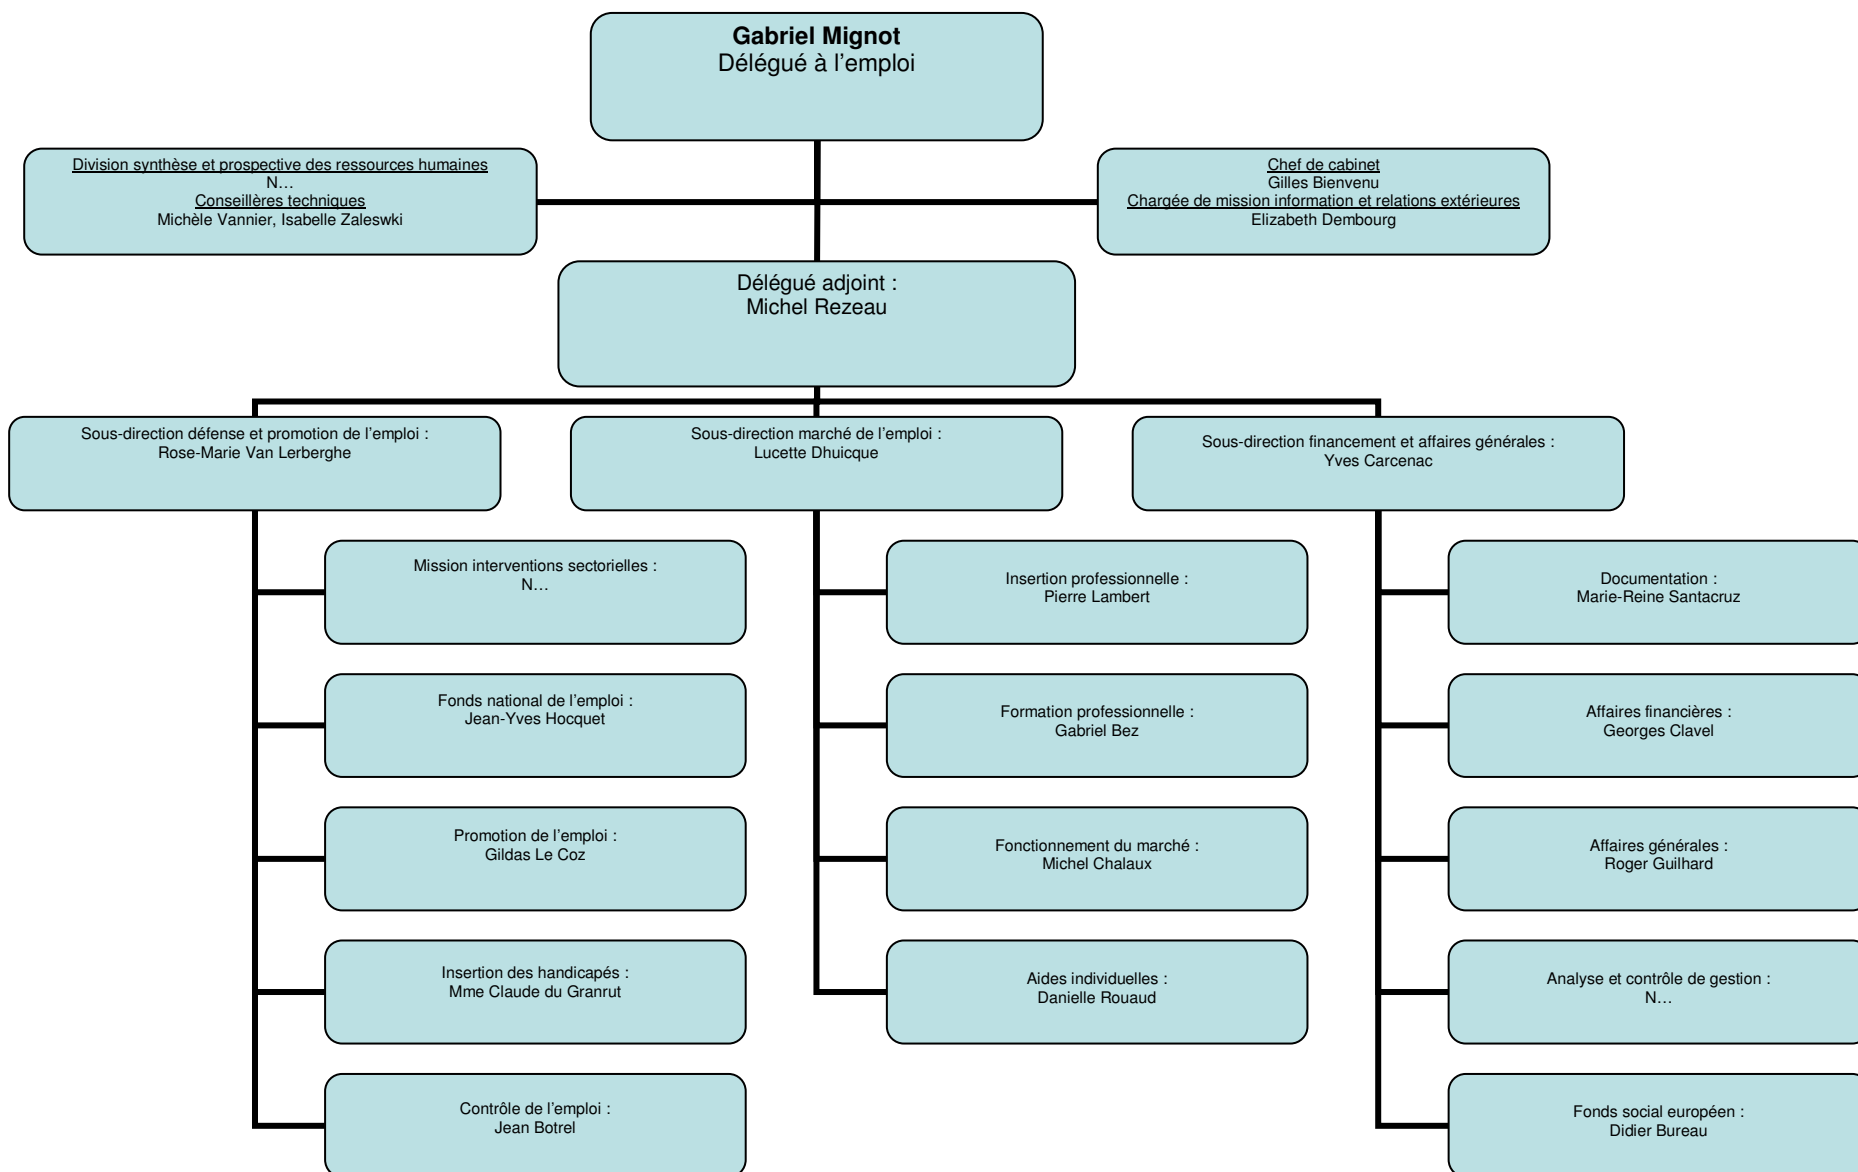 Gabriel Mignot
Délégué à l'emploi
Division synthèse et prospective des ressources humaines
N…
Conseillères techniques
Michèle Vannier, Isabelle Zaleswki
Chef de cabinet
Gilles Bienvenu
Chargée de mission information et relations extérieures
Elizabeth Dembourg
Délégué adjoint :
Michel Rezeau
Sous-direction défense et promotion de l'emploi :
Rose-Marie Van Lerberghe
Sous-direction marché de l'emploi :
Lucette Dhuicque
Sous-direction financement et affaires générales :
Yves Carcenac
Mission interventions sectorielles :
N…
Fonds national de l'emploi :
Jean-Yves Hocquet
Promotion de l'emploi :
Gildas Le Coz
Insertion des handicapés :
Mme Claude du Granrut
Contrôle de l'emploi :
Jean Botrel
Insertion professionnelle :
Pierre Lambert
Formation professionnelle :
Gabriel Bez
Fonctionnement du marché :
Michel Chalaux
Aides individuelles :
Danielle Rouaud
Documentation :
Marie-Reine Santacruz
Affaires financières :
Georges Clavel
Affaires générales :
Roger Guilhard
Analyse et contrôle de gestion :
N…
Fonds social européen :
Didier Bureau